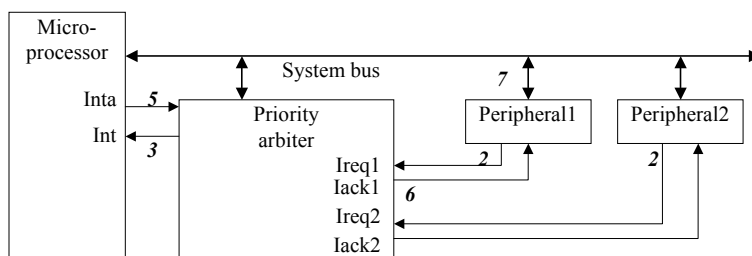 Micro-
processor
System bus
7
Inta
5
Priority
arbiter
Peripheral1
Peripheral2
Int
3
Ireq1
2
2
Iack1
6
Ireq2
Iack2